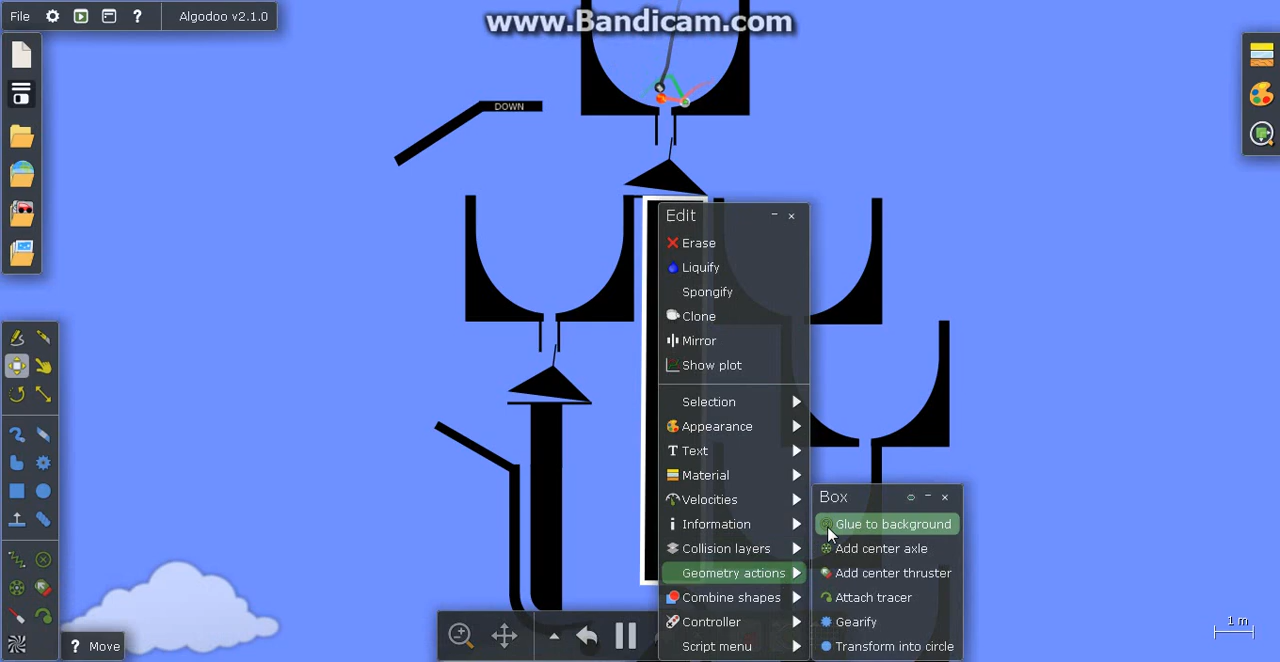 File
?
Algodoo v2.1.0
www.Bandicam.com
DOWN
Edit
Erase
Liquify
Spongify
Clone
Mirror
Show plot
Selection
Appearance
T Text
Material
Velocities
i Information
Collision layers
Geometry actions
Combine shapes
Controller
Script menu
Box
Glue to background
Add center axle
Add center thruster
Attach tracer
Gearify
Transform into circle
? Move
1 m